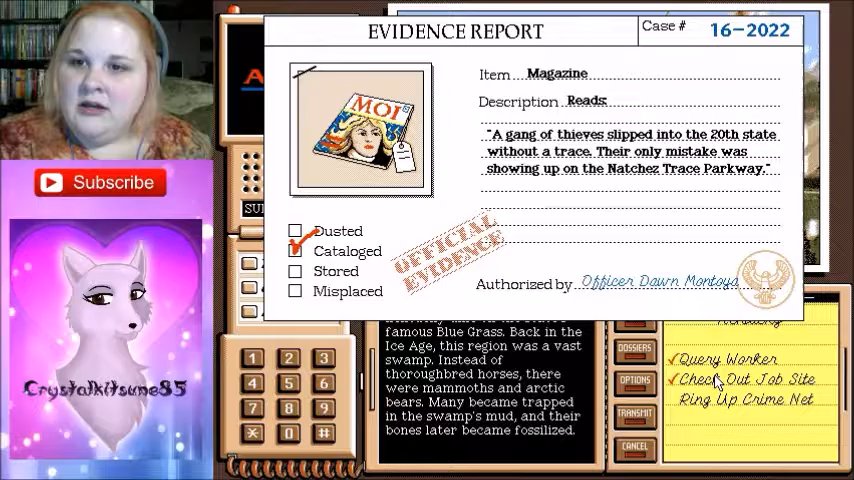 EVIDENCE REPORT
Case # 16-2022
Item Magazine
Description Reads:
"A gang of thieves slipped into the 20th state
without a trace. Their only mistake was
showing up on the Natchez Trace Parkway."
MOI
Dusted
Cataloged
Stored
Misplaced
OFFICIAL
EVIDENCE
Authorized by Officer Dawn Montoya
Subscribe
Crystalkitsune85
famous Blue Grass. Back in the
Ice Age, this region was a vast
swamp. Instead of
thoroughbred horses, there
were mammoths and arctic
bears. Many became trapped
in the swamp's mud, and their
bones later became fossilized.
1 2 3
4 5 6
7 8 9
* 0 #
DOSSIERS
OPTIONS
TRANSMIT
CANCEL
Query Worker
Check Out Job Site
Ring Up Crime Net